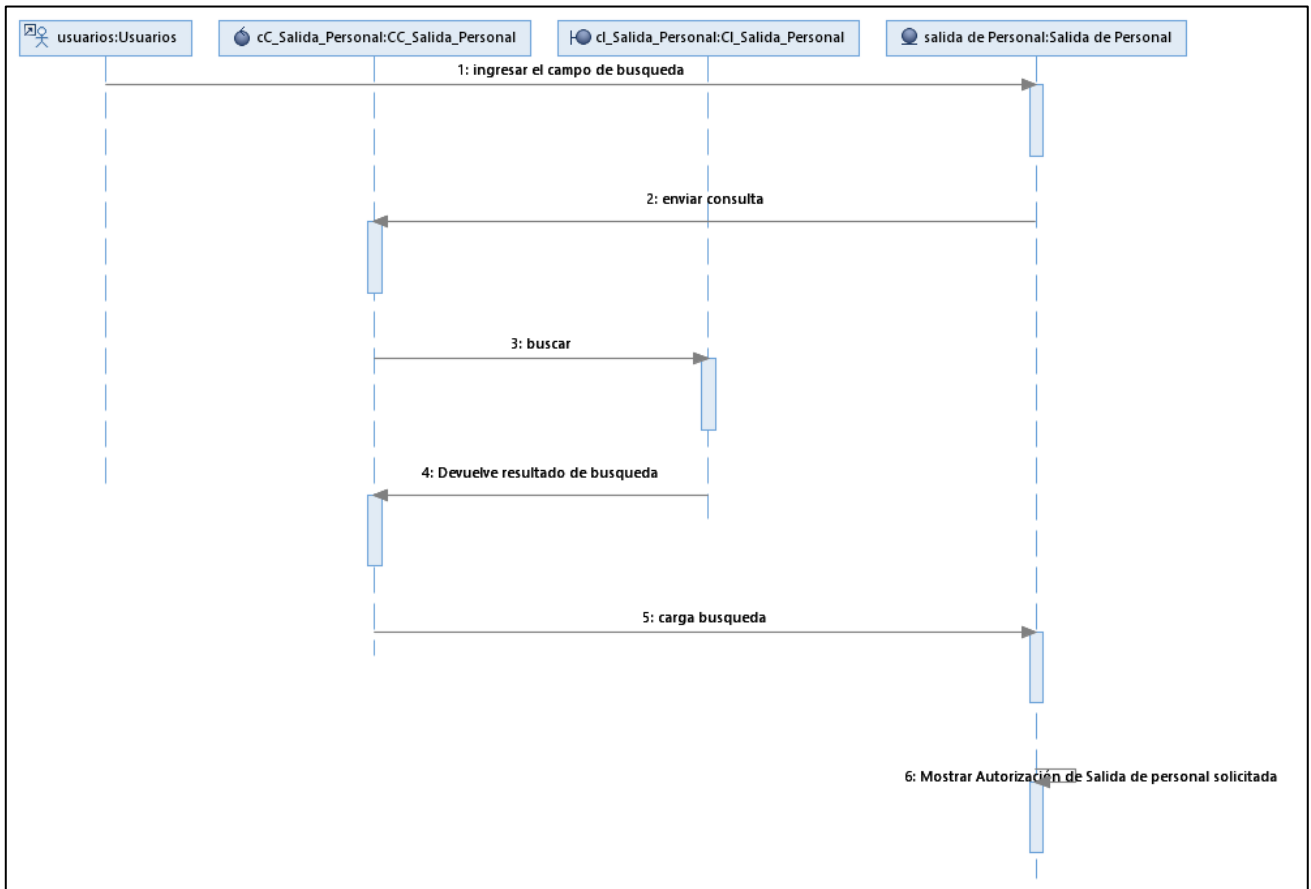 usuarios:Usuarios
cC_Salida_Personal:CC_Salida_Personal
cI_Salida_Personal:CI_Salida_Personal
salida de Personal:Salida de Personal
1: ingresar el campo de busqueda
2: enviar consulta
3: buscar
4: Devuelve resultado de busqueda
5: carga busqueda
6: Mostrar Autorización de Salida de personal solicitada